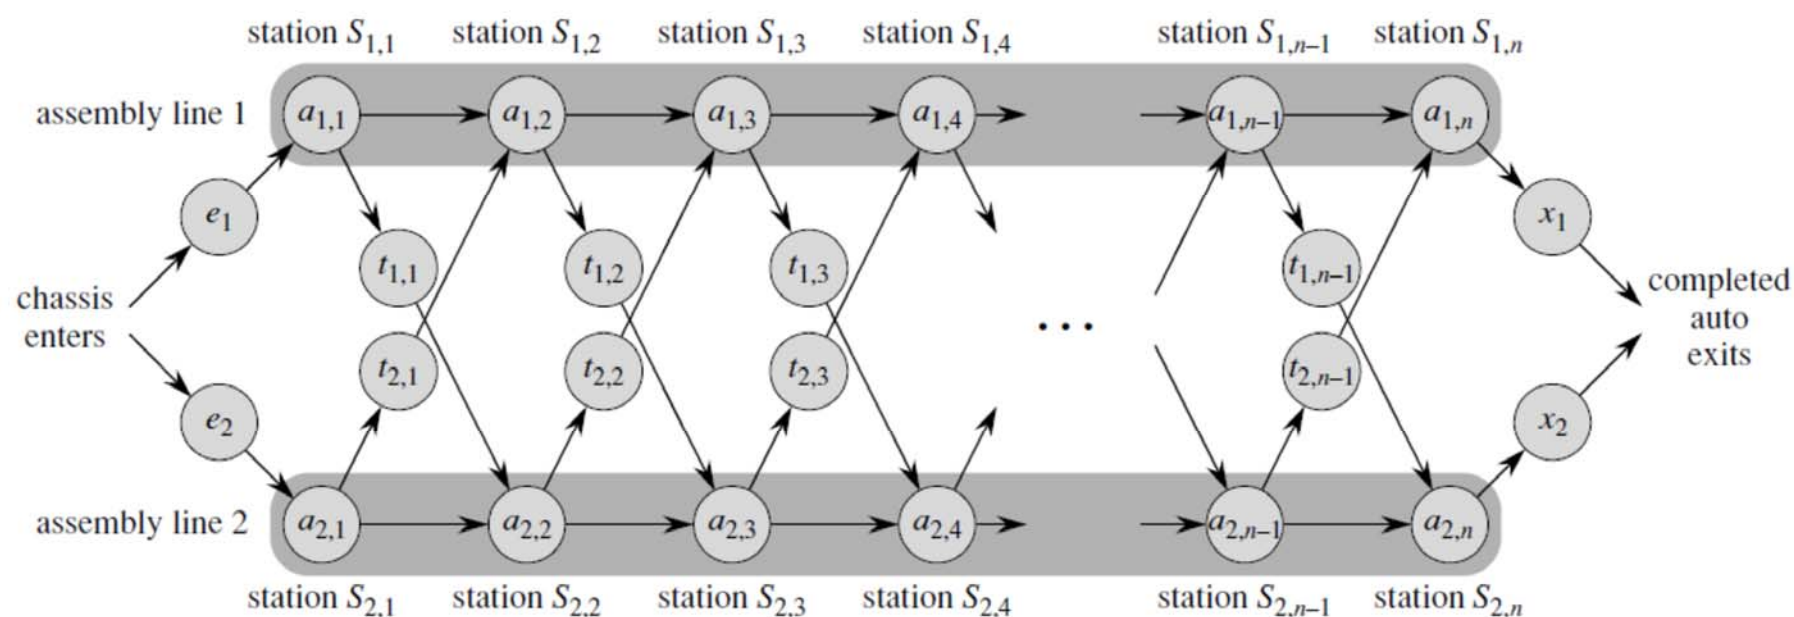 station S1,1 station S1,2 station S1,3 station S1,4 station S1,n–1 station S1,n
assembly line 1 a1,1 a1,2 a1,3 a1,4 a1,n–1 a1,n
e1 x1
t1,1 t1,2 t1,3 t1,n–1
chassis
enters
completed
auto
exits
...
t2,1 t2,2 t2,3 t2,n–1
e2 x2
assembly line 2 a2,1 a2,2 a2,3 a2,4 a2,n–1 a2,n
station S2,1 station S2,2 station S2,3 station S2,4 station S2,n–1 station S2,n